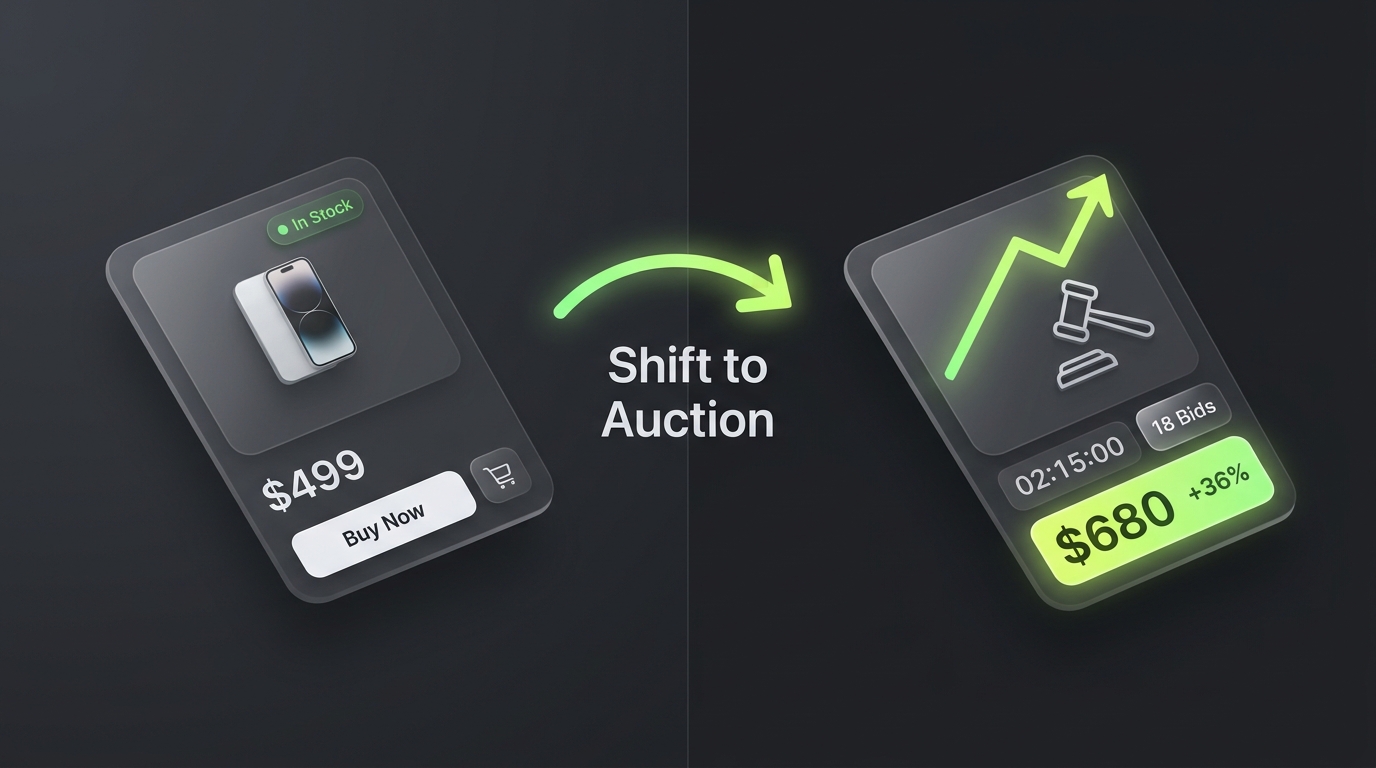 In Stock
$499
Buy Now
Shift to
Auction
18 Bids
02:15:00
$680 +36%